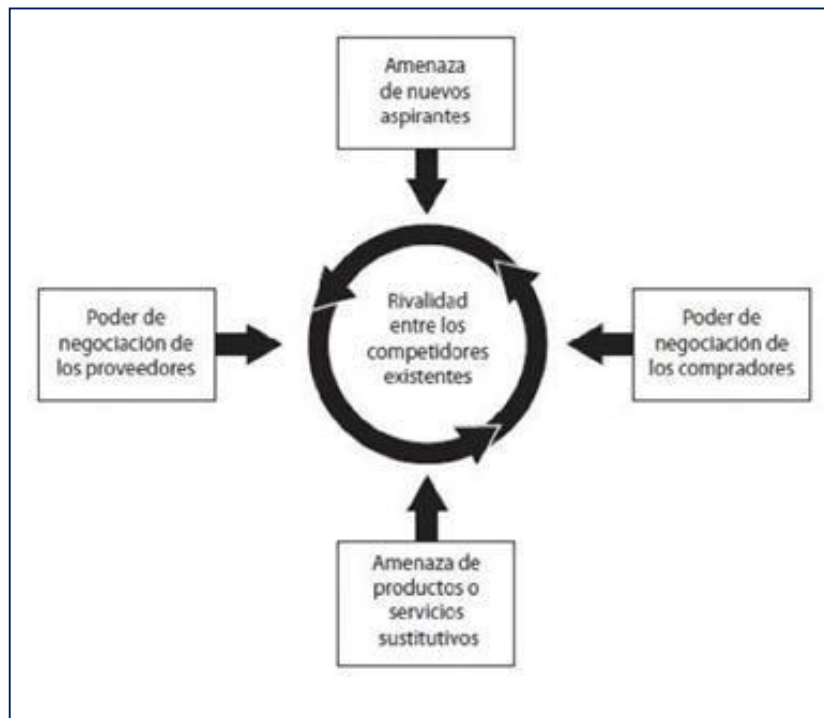 Amenaza
de nuevos
aspirantes
Poder de
negociación de
los proveedores
Rivalidad
entre los
competidores
existentes
Poder de
negociación de
los compradores
Amenaza de
productos o
servicios
sustitutivos